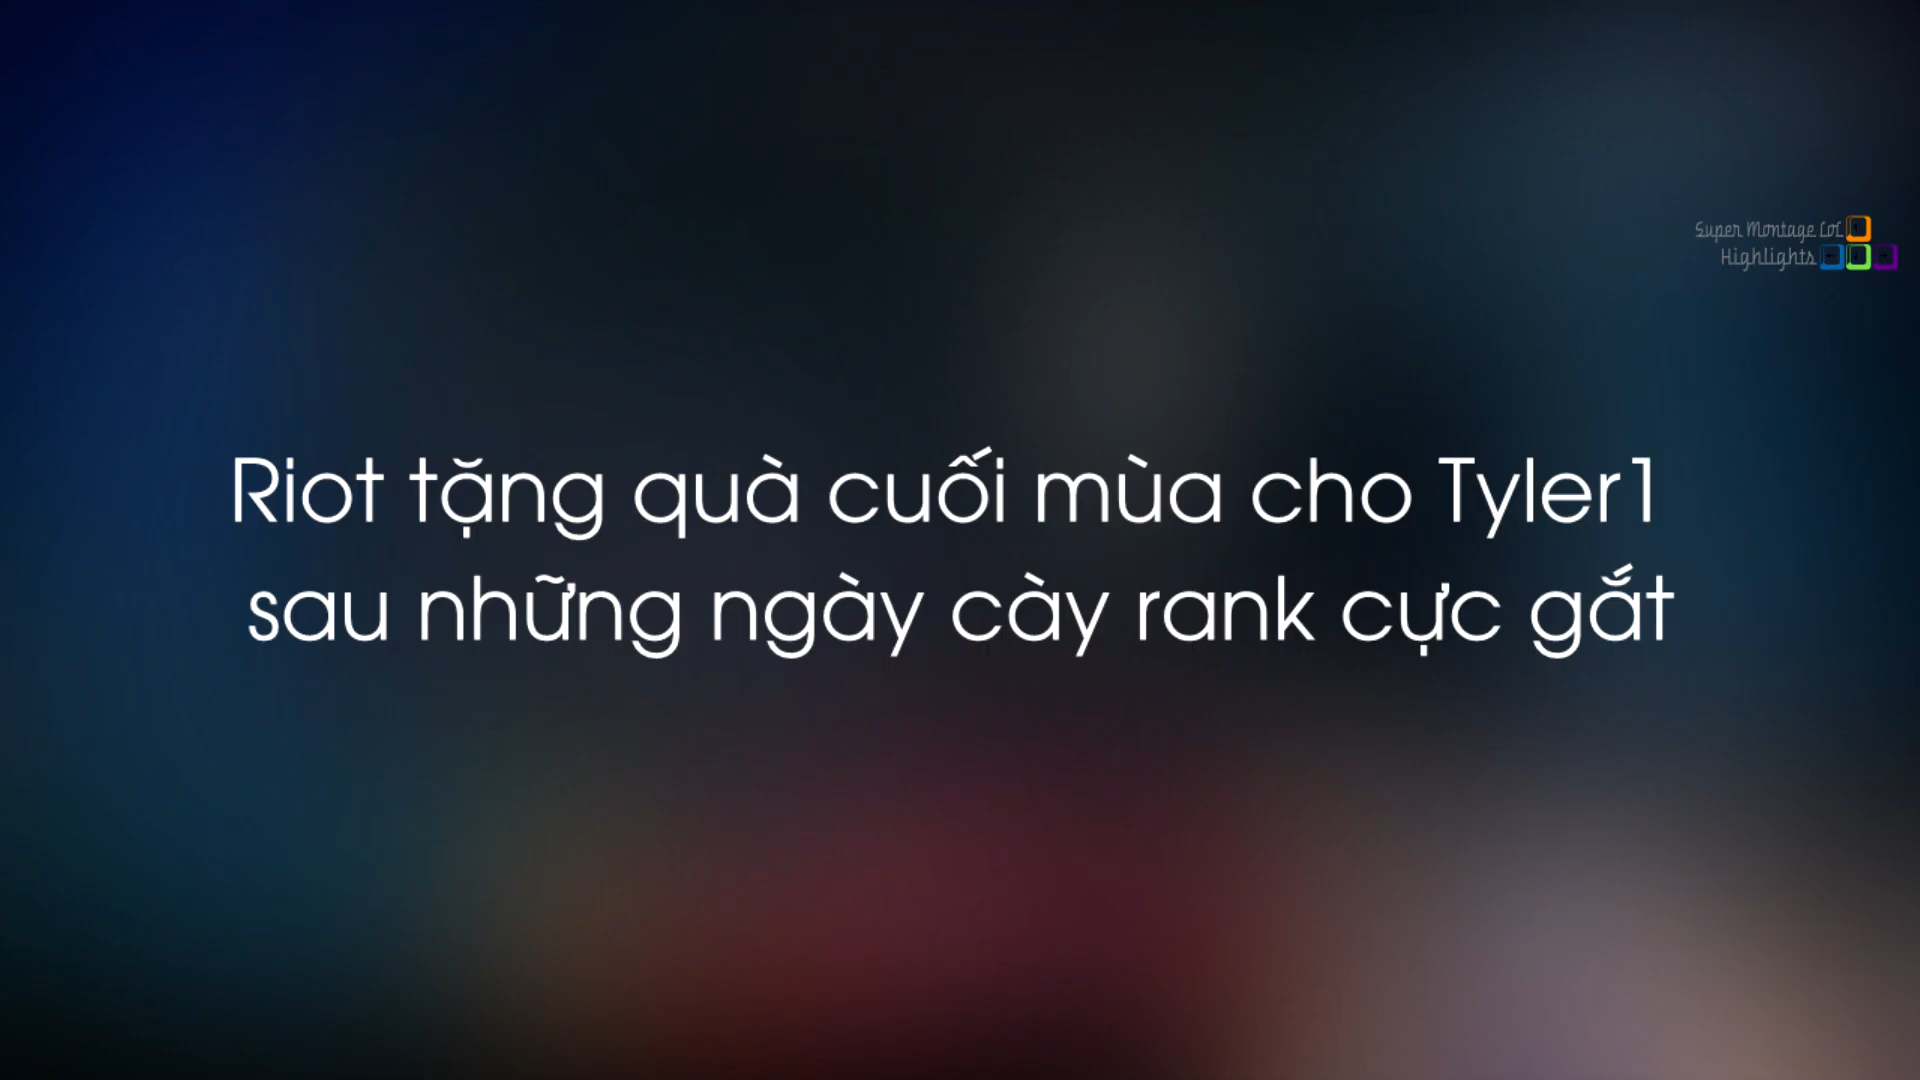 Super Montage LoL
Highlights
Riot tặng quà cuối mùa cho Tyler1
sau những ngày cày rank cực gắt